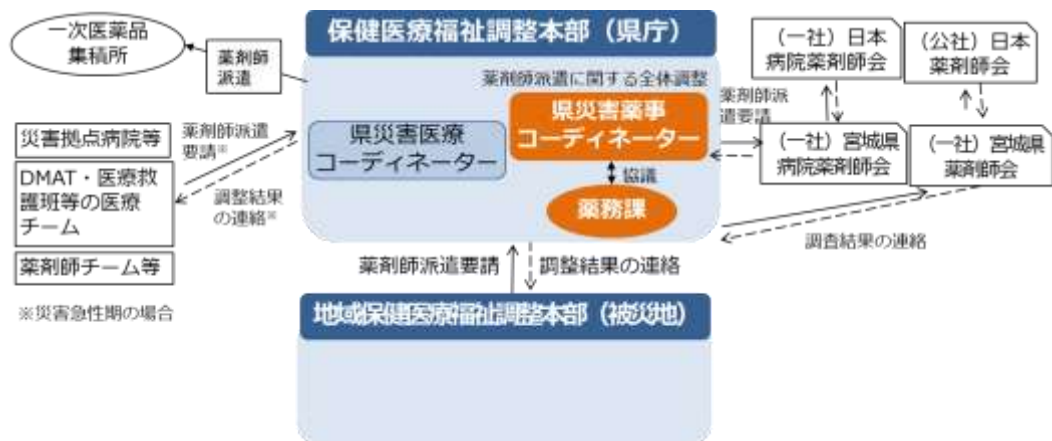 一次医薬品
集積所
薬剤師
派遣
保健医療福祉調整本部（県庁）
薬剤師派遣に関する全体調整
県災害医療
コーディネーター
県災害薬事
コーディネーター
協議
薬務課
（一社）日本
病院薬剤師会
（公社）日本
薬剤師会
薬剤師派
遣要請
（一社）宮城県
病院薬剤師会
（一社）宮城県
薬剤師会
調査結果の連絡
災害拠点病院等
DMAT・医療救
護班等の医療
チーム
薬剤師チーム等
薬剤師派遣
要請※
調整結果
の連絡※
※災害急性期の場合
薬剤師派遣要請
調整結果の連絡
地域保健医療福祉調整本部（被災地）